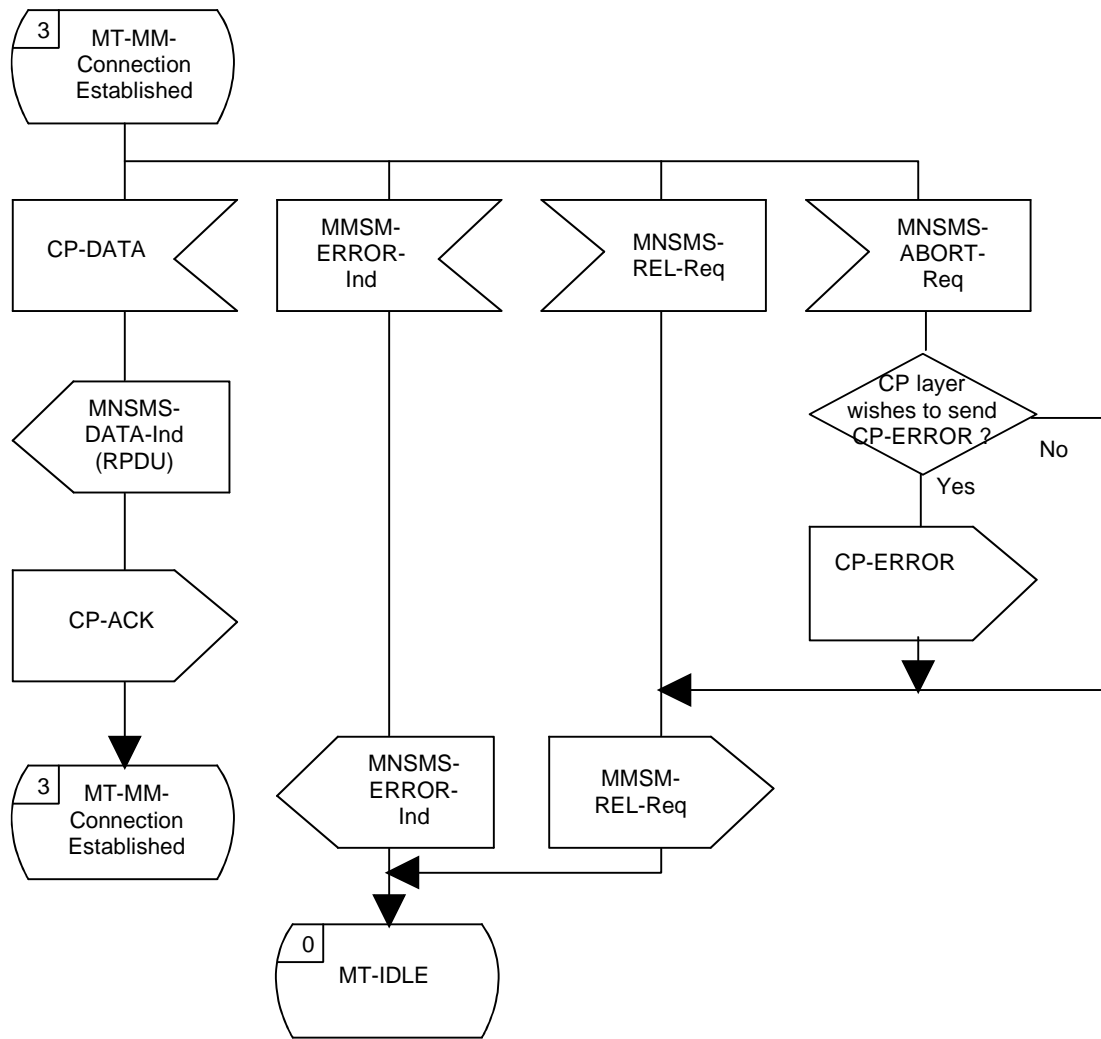 3
MT-MM-
Connection
Established
CP-DATA
MMSM-
ERROR-
Ind
MNSMS-
REL-Req
MNSMS-
ABORT-
Req
CP layer
wishes to send
CP-ERROR ?
No
Yes
MNSMS-
DATA-Ind
(RPDU)
CP-ERROR
CP-ACK
MNSMS-
ERROR-
Ind
MMSM-
REL-Req
3
MT-MM-
Connection
Established
0
MT-IDLE